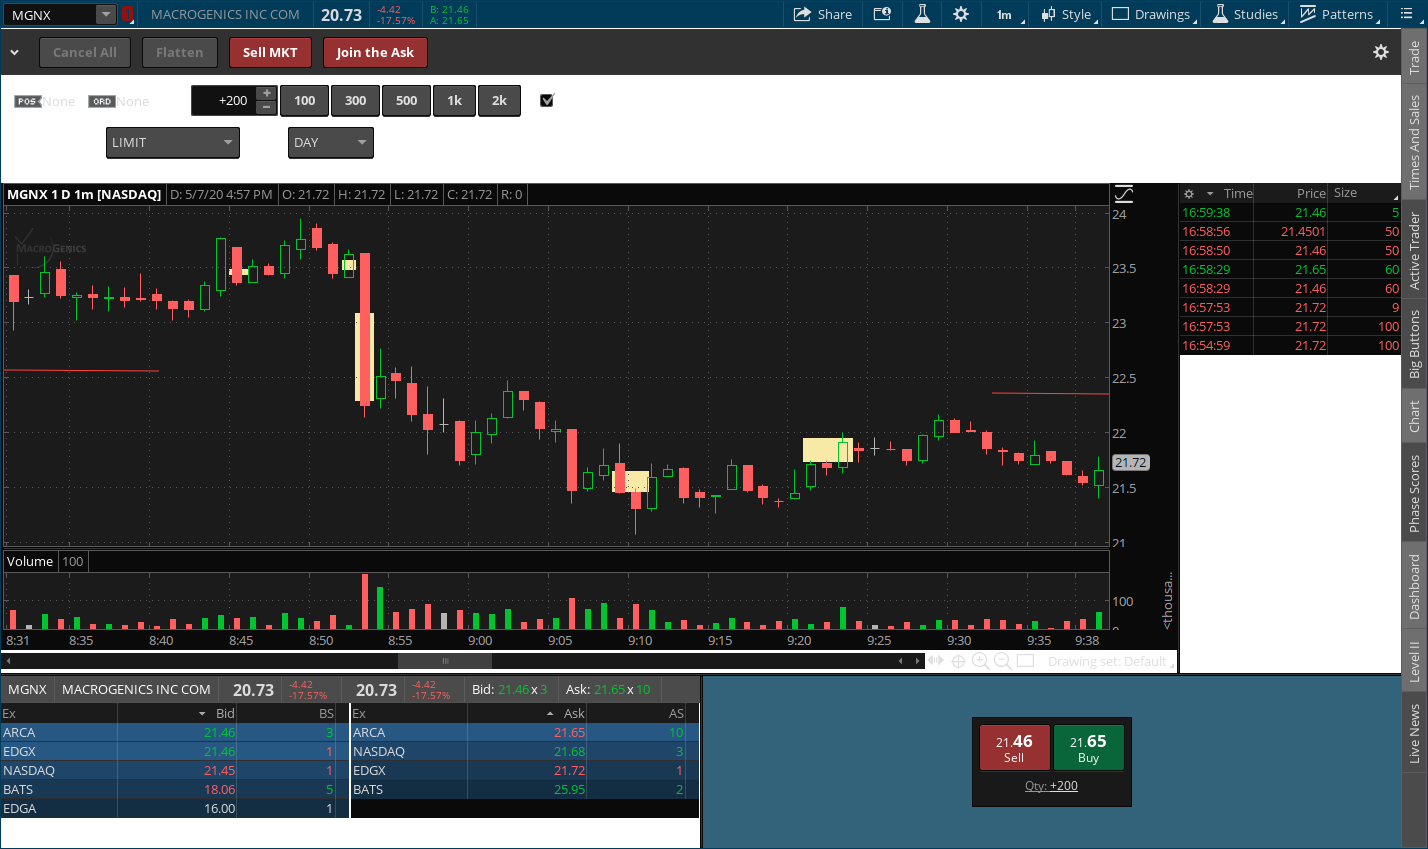 MGNX 1 MACROGENICS INC COM 20.73 -4.42 -17.57% B: 21.46 A: 21.65 Share 1m Style Drawings Studies Patterns
Cancel All Flatten Sell MKT Join the Ask
POS None ORD None +200 100 300 500 1k 2k
LIMIT DAY
MGNX 1 D 1m [NASDAQ] D: 5/7/20 4:57 PM O: 21.72 H: 21.72 L: 21.72 C: 21.72 R: 0
MACROGENICS
24
23.5
23
22.5
22
21.72
21.5
21
Volume 100
100
0
<thousa...
8:31 8:35 8:40 8:45 8:50 8:55 9:00 9:05 9:10 9:15 9:20 9:25 9:30 9:35 9:38
Drawing set: Default
Time Price Size
16:59:38 21.46 5
16:58:56 21.4501 50
16:58:50 21.46 50
16:58:29 21.65 60
16:58:29 21.46 60
16:57:53 21.72 9
16:57:53 21.72 100
16:54:59 21.72 100
Trade
Times And Sales
Active Trader
Big Buttons
Chart
Phase Scores
Dashboard
Level II
Live News
MGNX MACROGENICS INC COM 20.73 -4.42 -17.57% 20.73 -4.42 -17.57% Bid: 21.46 x 3 Ask: 21.65 x 10
Ex Bid BS Ex Ask AS
ARCA 21.46 3 ARCA 21.65 10
EDGX 21.46 1 NASDAQ 21.68 3
NASDAQ 21.45 1 EDGX 21.72 1
BATS 18.06 5 BATS 25.95 2
EDGA 16.00 1
21.46 21.65
Sell Buy
Qty: +200